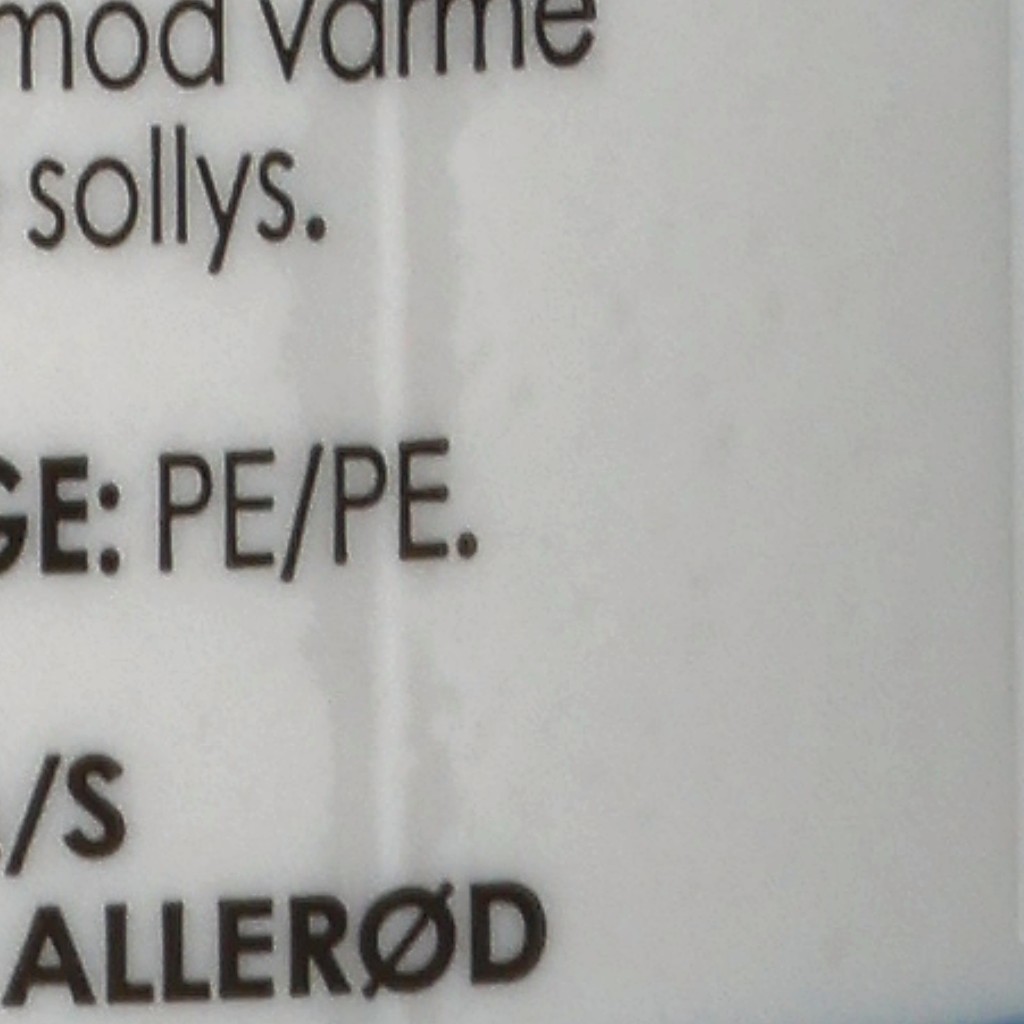 mod varme
sollys.
GE: PE/PE.
/S
ALLERØD